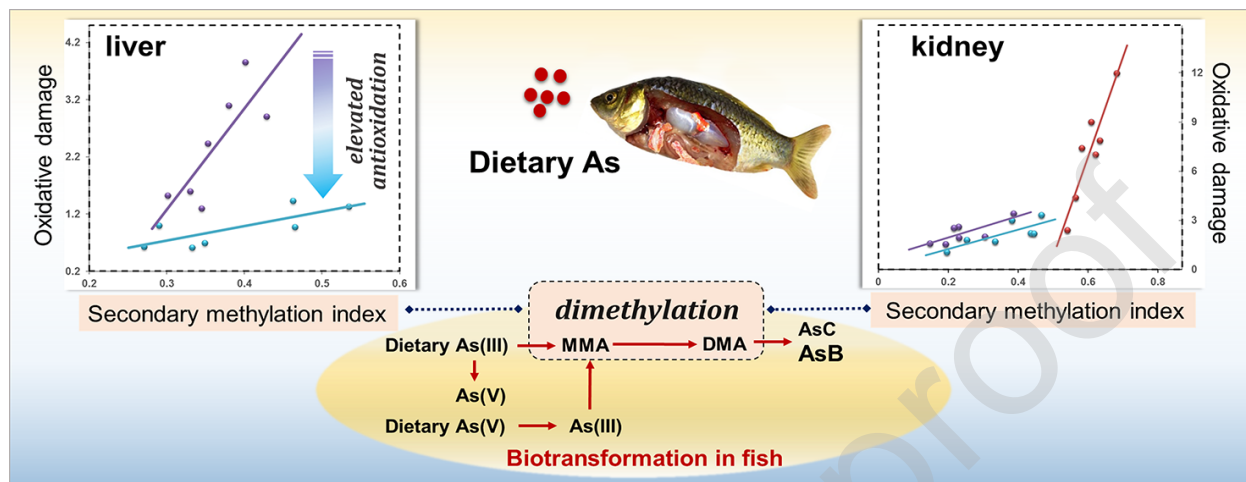 liver
4.2
3.2
2.2
1.2
0.2
0.2
0.3
0.4
0.5
0.6
Oxidative damage
elevated
antioxidation
Secondary methylation index
Dietary As
kidney
12
9
6
3
0
0
0.2
0.4
0.6
0.8
Oxidative damage
Secondary methylation index
dimethylation
Dietary As(III)
MMA
DMA
AsC
AsB
As(V)
Dietary As(V)
As(III)
Biotransformation in fish
proof